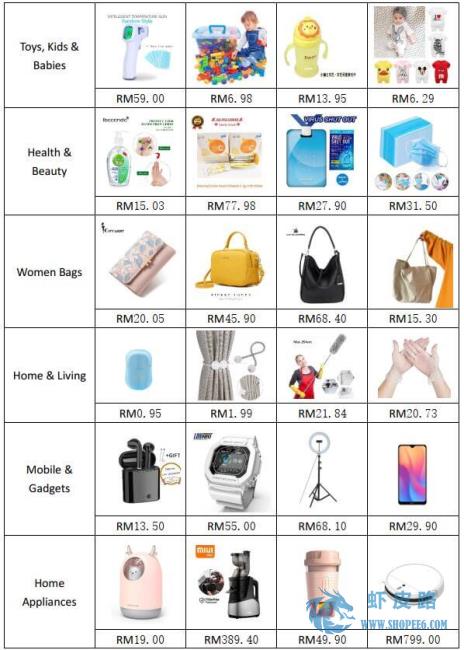 INTELLIGENT TEMPERATURE GUN
Rainbow Style
Toys, Kids &
Babies
RM59.00
RM6.98
RM13.95
RM6.29
VIRUS SHUT OUT
Health &
Beauty
RM15.03
RM77.98
RM27.90
RM31.50
Women Bags
RM20.05
RM45.90
RM68.40
RM15.30
Home & Living
RM0.95
RM1.99
RM21.84
RM20.73
+GIFT
Mobile &
Gadgets
RM13.50
RM55.00
RM68.10
RM29.90
MIUI
Home
Appliances
虾皮路
WWW.SHOPEE6.COM
RM19.00
RM389.40
RM49.90
RM799.00